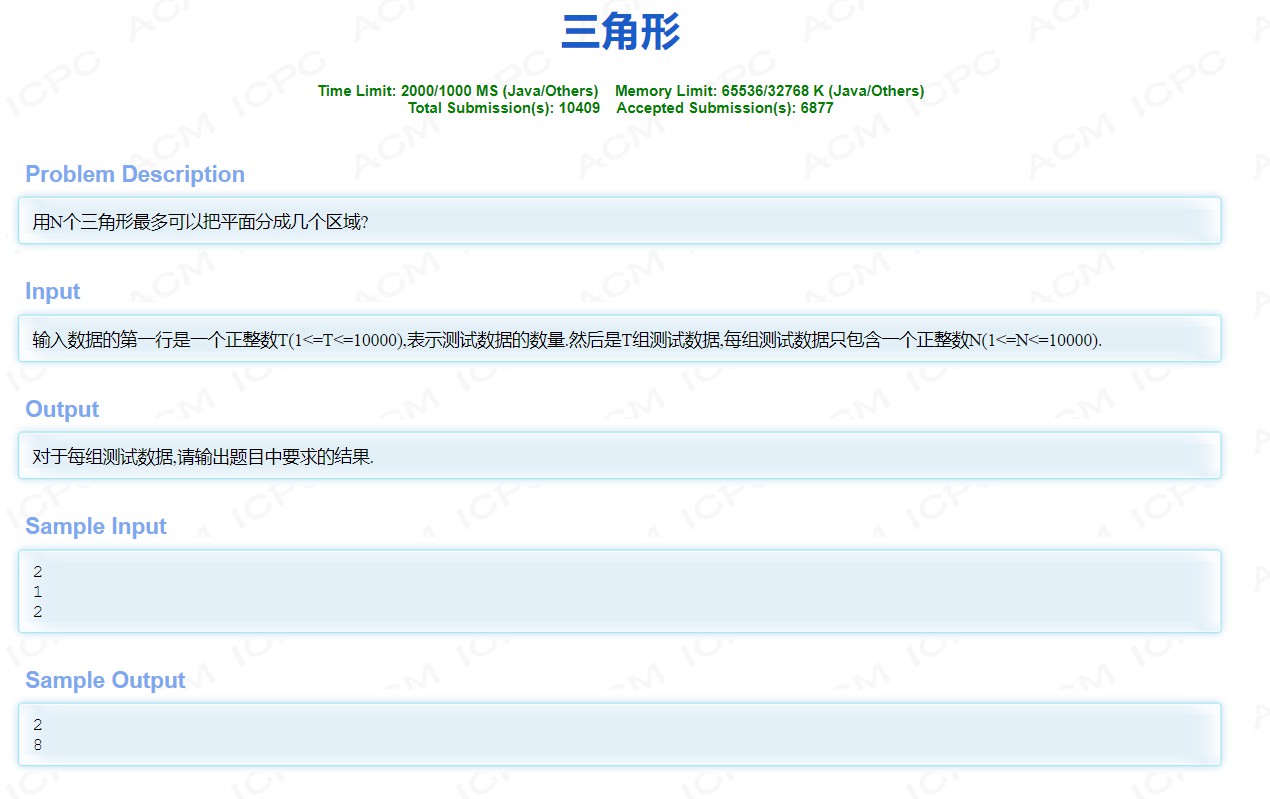 三角形
Time Limit: 2000/1000 MS (Java/Others) Memory Limit: 65536/32768 K (Java/Others)
Total Submission(s): 10409 Accepted Submission(s): 6877
Problem Description
用N个三角形最多可以把平面分成几个区域?
Input
输入数据的第一行是一个正整数T(1<=T<=10000),表示测试数据的数量.然后是T组测试数据,每组测试数据只包含一个正整数N(1<=N<=10000).
Output
对于每组测试数据,请输出题目中要求的结果.
Sample Input
2
1
2
Sample Output
2
8